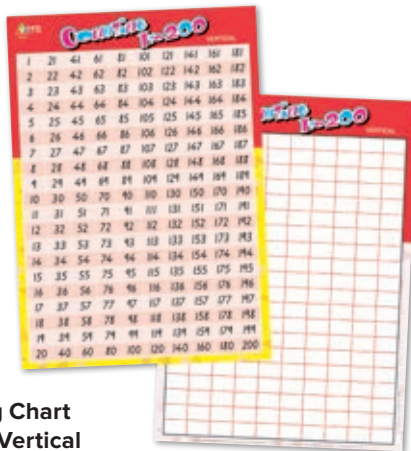 Counting to 200
VERTICAL
1 21 41 61 81 101 121 141 161 181
2 22 42 62 82 102 122 142 162 182
3 23 43 63 83 103 123 143 163 183
4 24 44 64 84 104 124 144 164 184
5 25 45 65 85 105 125 145 165 185
6 26 46 66 86 106 126 146 166 186
7 27 47 67 87 107 127 147 167 187
8 28 48 68 88 108 128 148 168 188
9 29 49 69 89 109 129 149 169 189
10 30 50 70 90 110 130 150 170 190
11 31 51 71 91 111 131 151 171 191
12 32 52 72 92 112 132 152 172 192
13 33 53 73 93 113 133 153 173 193
14 34 54 74 94 114 134 154 174 194
15 35 55 75 95 115 135 155 175 195
16 36 56 76 96 116 136 156 176 196
17 37 57 77 97 117 137 157 177 197
18 38 58 78 98 118 138 158 178 198
19 39 59 79 99 119 139 159 179 199
20 40 60 80 100 120 140 160 180 200
nting to 200
VERTICAL
g Chart
Vertical